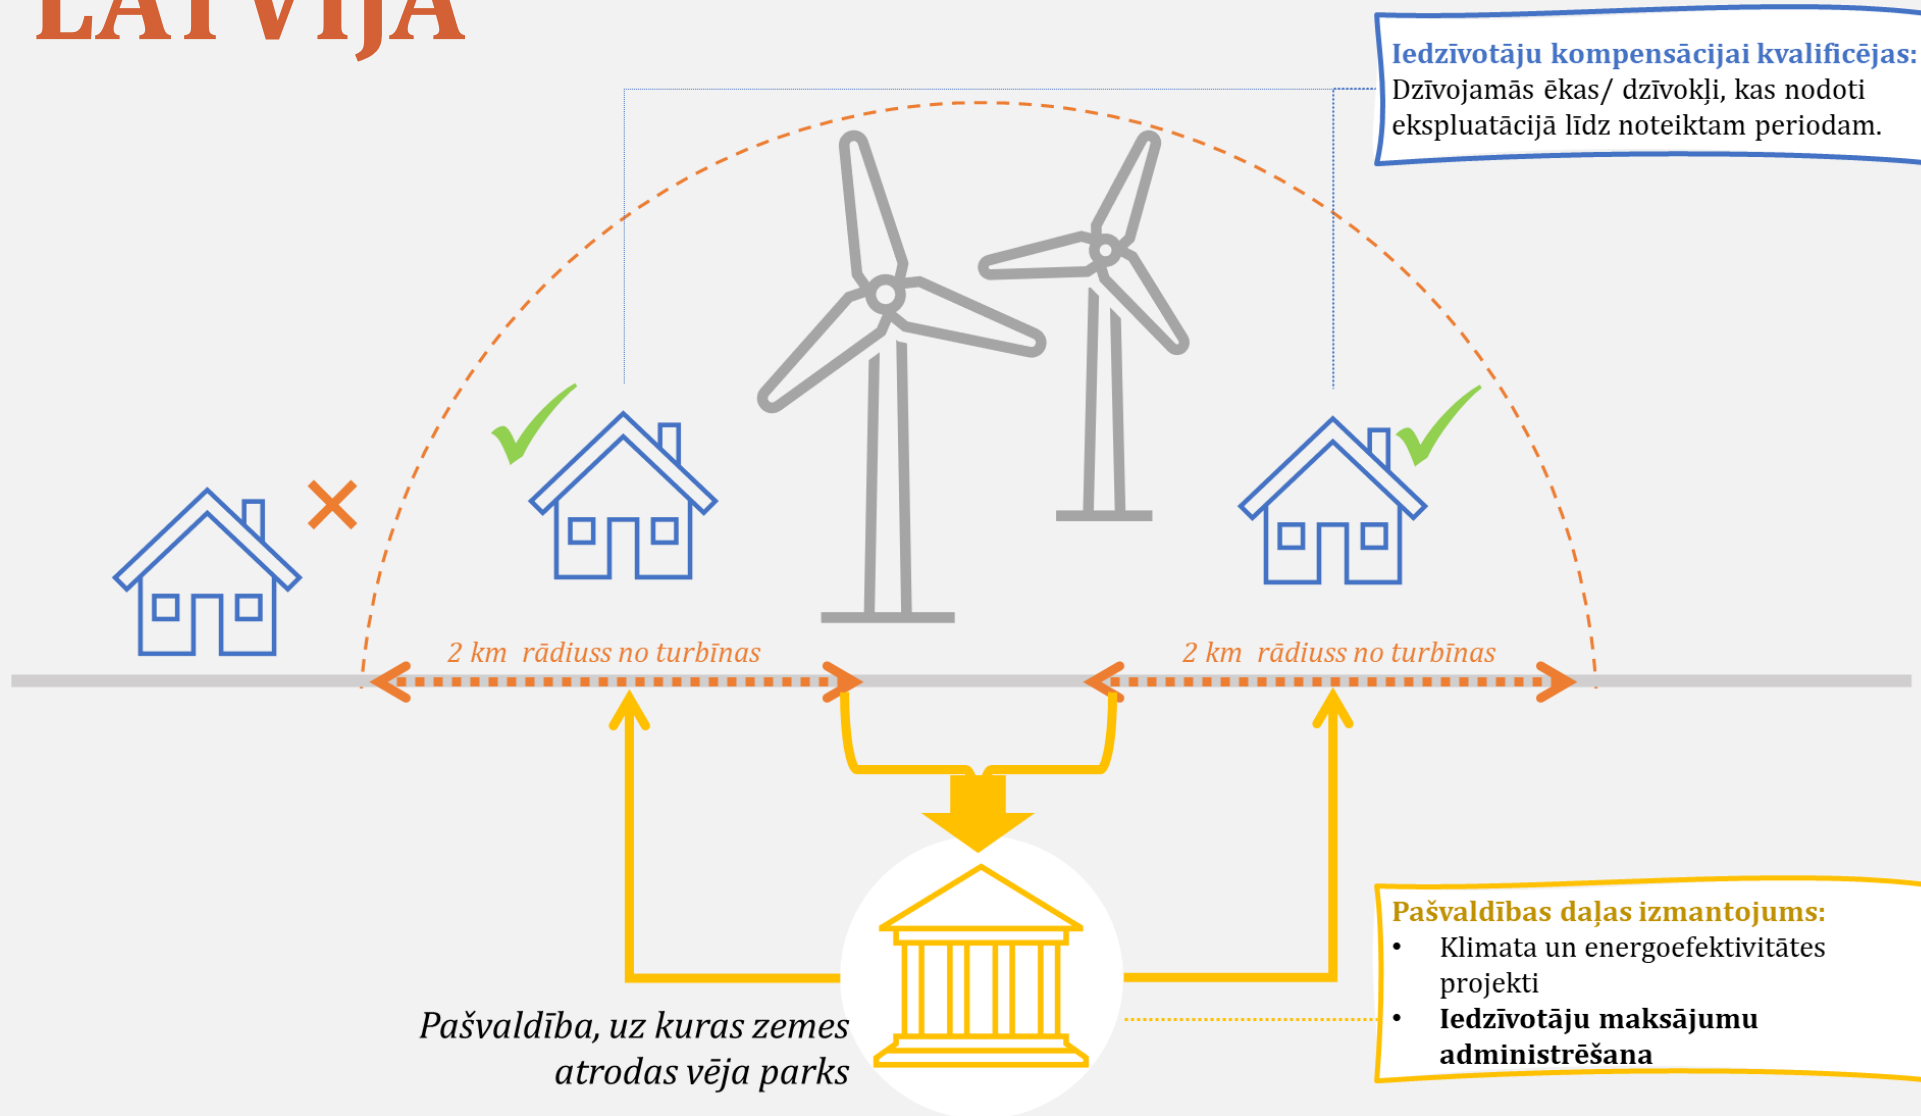 LATVIJĀ
Iedzīvotāju kompensācijai kvalificējas:
Dzīvojamās ēkas/ dzīvokļi, kas nodoti
ekspluatācijā līdz noteiktam periodam.
2 km rādiuss no turbīnas
2 km rādiuss no turbīnas
Pašvaldība, uz kuras zemes
atrodas vēja parks
Pašvaldības daļas izmantojums:
• Klimata un energoefektivitātes
projekti
• Iedzīvotāju maksājumu
administrēšana